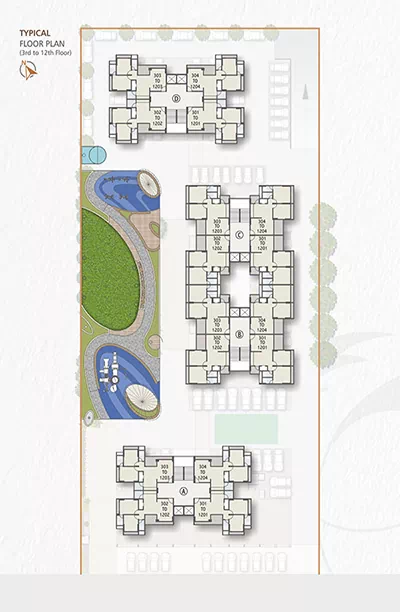 TYPICAL
FLOOR PLAN
(3rd to 12th Floor)
N
303
TO
1203
304
TO
1204
D
302
TO
1202
301
TO
1201
303
TO
1203
304
TO
1204
C
302
TO
1202
301
TO
1201
303
TO
1203
304
TO
1204
B
302
TO
1202
301
TO
1201
303
TO
1203
304
TO
1204
A
302
TO
1202
301
TO
1201